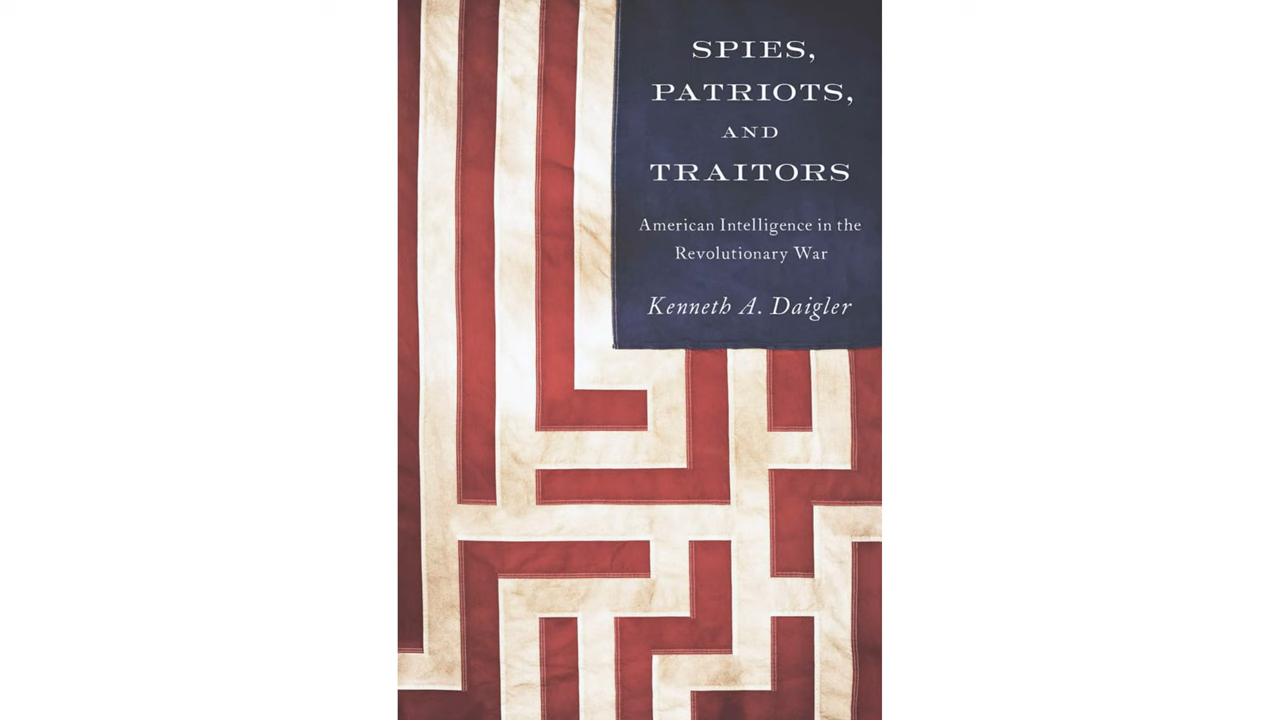 SPIES,
PATRIOTS,
AND
TRAITORS
American Intelligence in the
Revolutionary War
Kenneth A. Daigler